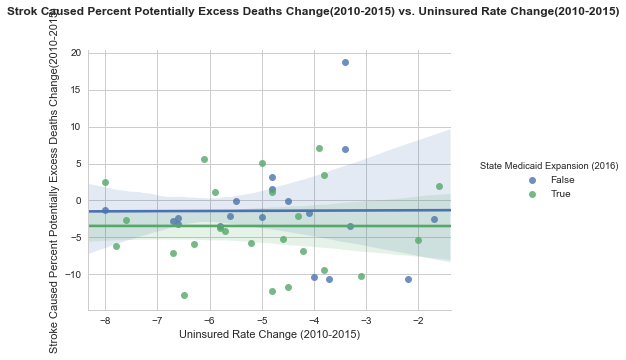 Strok Caused Percent Potentially Excess Deaths Change(2010-2015) vs. Uninsured Rate Change(2010-2015)
Stroke Caused Percent Potentially Excess Deaths Change(2010-2015)
20
15
10
5
0
−5
−10
−8 −7 −6 −5 −4 −3 −2
Uninsured Rate Change (2010-2015)
State Medicaid Expansion (2016)
False
True